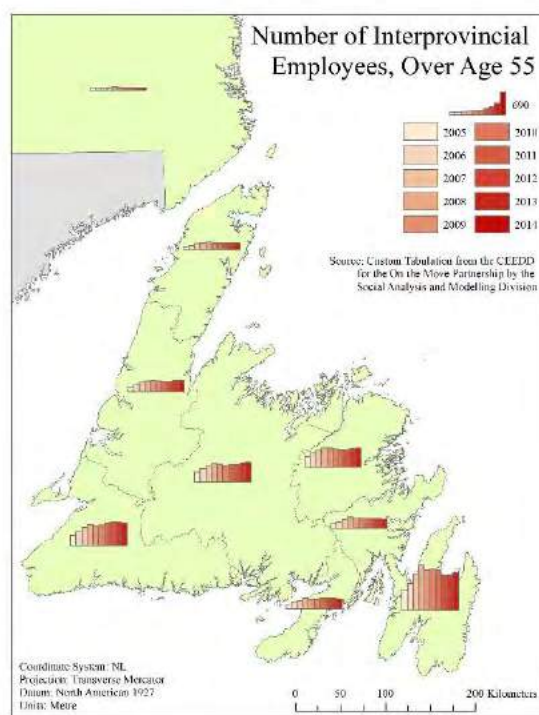 Number of Interprovincial
Employees, Over Age 55
690
2005 2010
2006 2011
2007 2012
2008 2013
2009 2014
Source: Custom Tabulation from the CEEDD
for the On the Move Partnership by the
Social Analysis and Modelling Division
Coordinate System: NL
Projection: Transverse Mercator
Datum: North American 1927
Units: Metre
0 50 100 200 Kilometers